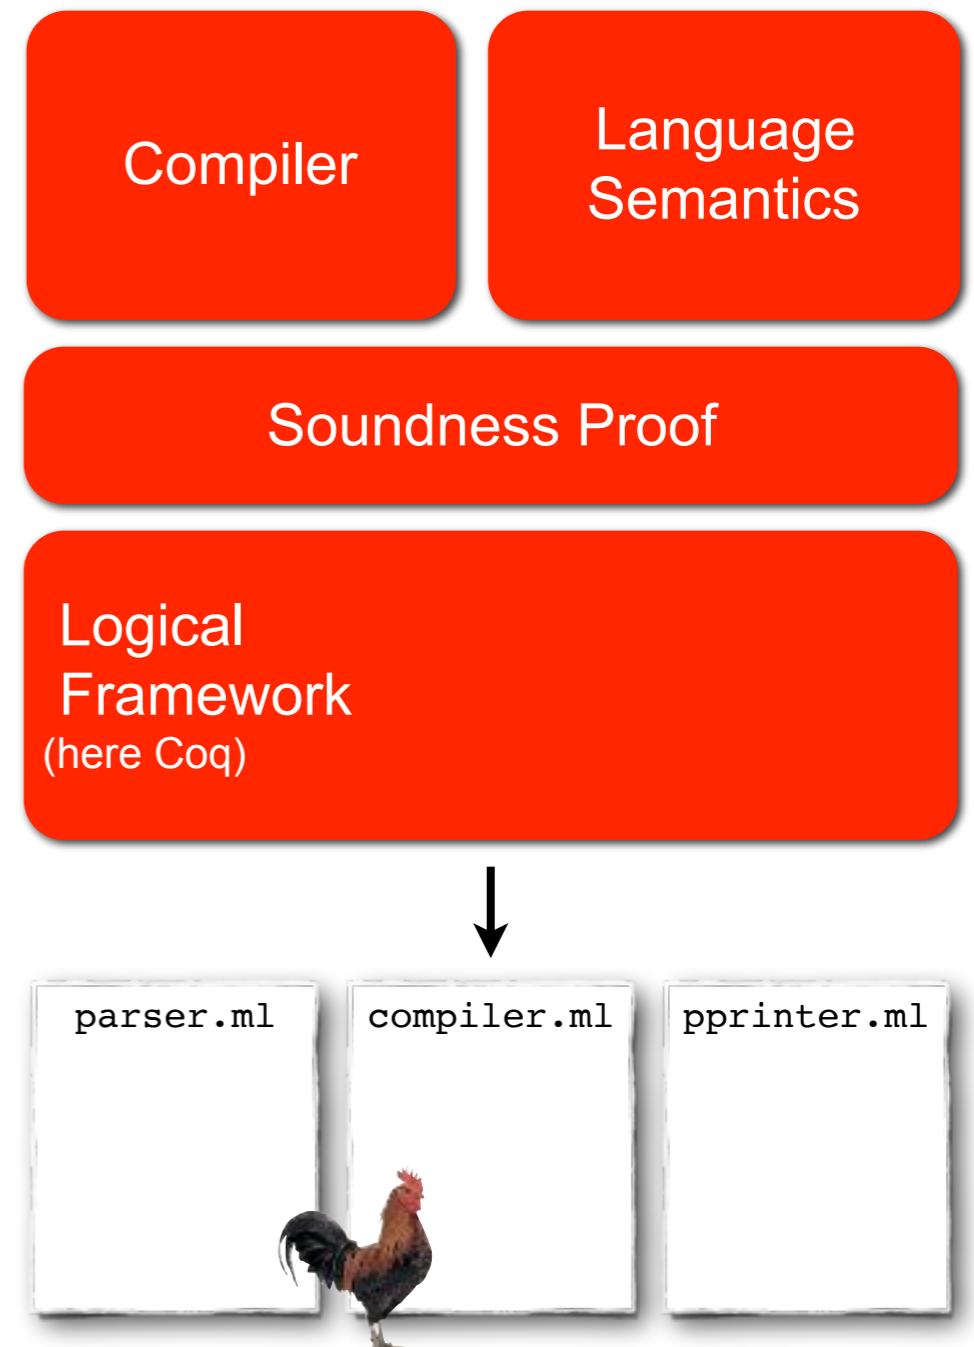 Compiler
Language
Semantics
Soundness Proof
Logical
Framework
(here Coq)
parser.ml
compiler.ml
pprinter.ml